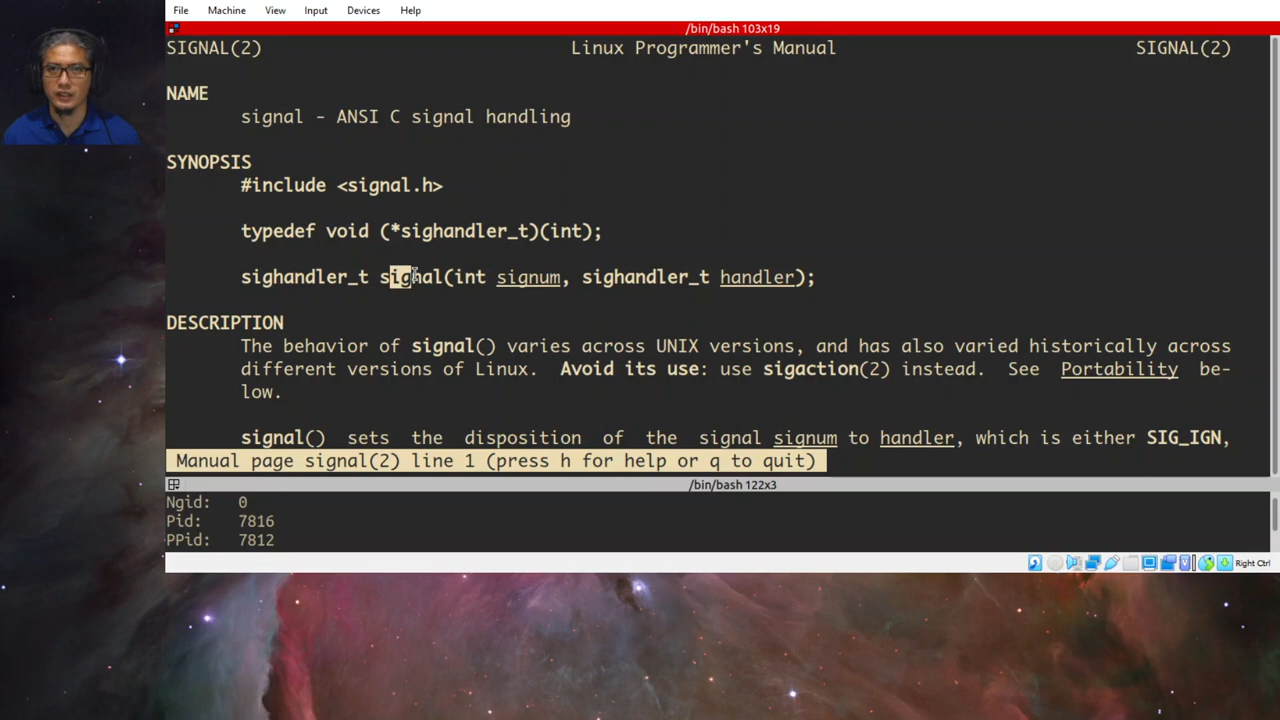 File Machine View Input Devices Help
/bin/bash 103x19
SIGNAL(2) Linux Programmer's Manual SIGNAL(2)
NAME
signal - ANSI C signal handling
SYNOPSIS
#include <signal.h>
typedef void (*sighandler_t)(int);
sighandler_t signal(int signum, sighandler_t handler);
DESCRIPTION
The behavior of signal() varies across UNIX versions, and has also varied historically across
different versions of Linux. Avoid its use: use sigaction(2) instead. See Portability be-
low.
signal() sets the disposition of the signal signum to handler, which is either SIG_IGN,
Manual page signal(2) line 1 (press h for help or q to quit)
/bin/bash 122x3
Ngid: 0
Pid: 7816
PPid: 7812
Right Ctrl